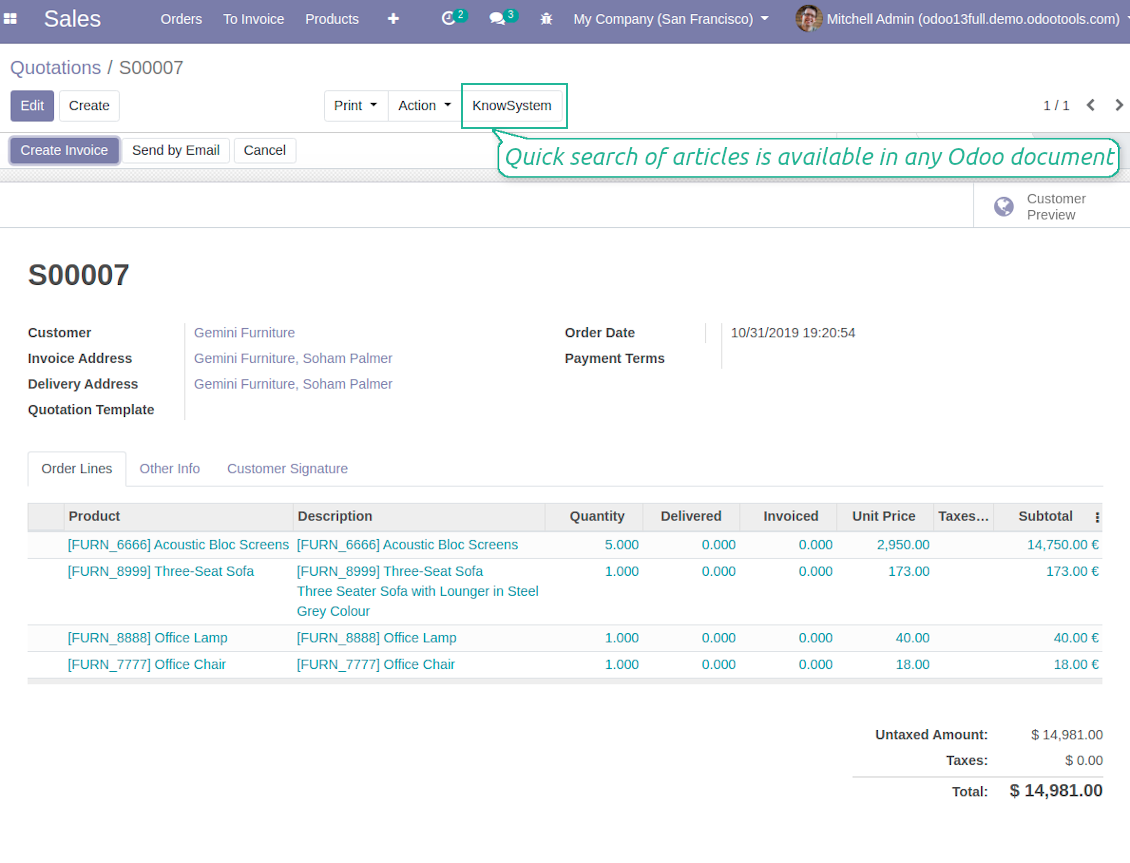 Sales Orders To Invoice Products 2 3 My Company (San Francisco) Mitchell Admin (odoo13full.demo.odootools.com)
Quotations / S00007
Edit Create Print Action KnowSystem 1 / 1
Create Invoice Send by Email Cancel
Quick search of articles is available in any Odoo document
Customer
Preview
S00007
Customer Gemini Furniture Order Date 10/31/2019 19:20:54
Invoice Address Gemini Furniture, Soham Palmer Payment Terms
Delivery Address Gemini Furniture, Soham Palmer
Quotation Template
Order Lines Other Info Customer Signature
Product Description Quantity Delivered Invoiced Unit Price Taxes... Subtotal
[FURN_6666] Acoustic Bloc Screens [FURN_6666] Acoustic Bloc Screens 5.000 0.000 0.000 2,950.00 14,750.00 €
[FURN_8999] Three-Seat Sofa [FURN_8999] Three-Seat Sofa 1.000 0.000 0.000 173.00 173.00 €
Three Seater Sofa with Lounger in Steel
Grey Colour
[FURN_8888] Office Lamp [FURN_8888] Office Lamp 1.000 0.000 0.000 40.00 40.00 €
[FURN_7777] Office Chair [FURN_7777] Office Chair 1.000 0.000 0.000 18.00 18.00 €
Untaxed Amount: $ 14,981.00
Taxes: $ 0.00
Total: $ 14,981.00